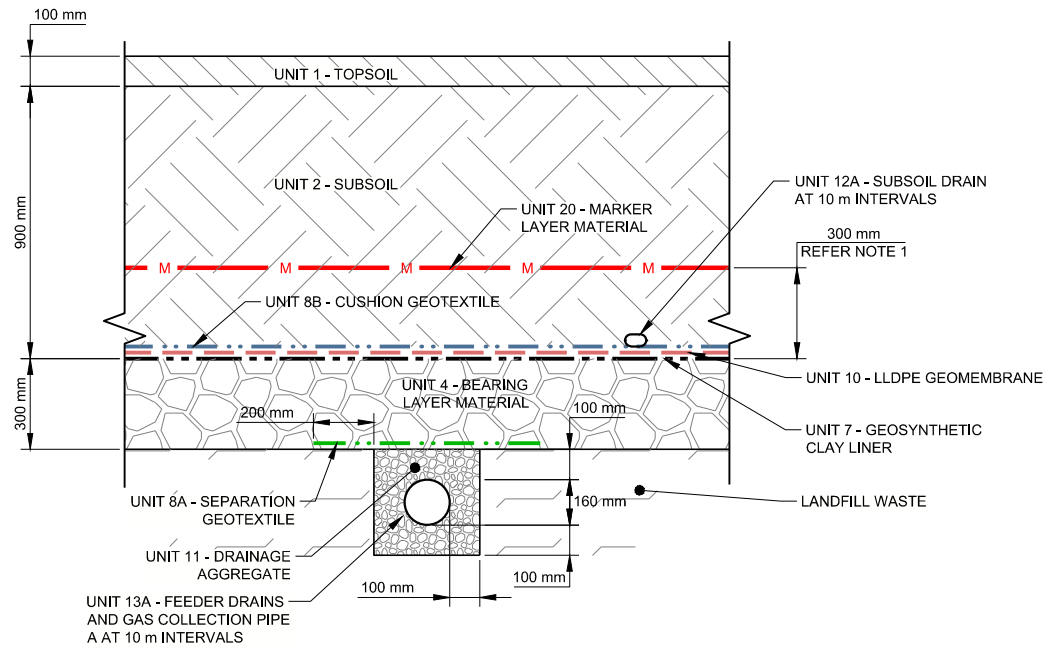 100 mm
UNIT 1 - TOPSOIL
900 mm
UNIT 2 - SUBSOIL
UNIT 12A - SUBSOIL DRAIN
AT 10 m INTERVALS
UNIT 20 - MARKER
LAYER MATERIAL
300 mm
REFER NOTE 1
M M M M M
UNIT 8B - CUSHION GEOTEXTILE
UNIT 10 - LLDPE GEOMEMBRANE
UNIT 4 - BEARING
LAYER MATERIAL
300 mm
200 mm
100 mm
UNIT 7 - GEOSYNTHETIC
CLAY LINER
UNIT 8A - SEPARATION
GEOTEXTILE
160 mm
LANDFILL WASTE
UNIT 11 - DRAINAGE
AGGREGATE
100 mm
100 mm
UNIT 13A - FEEDER DRAINS
AND GAS COLLECTION PIPE
A AT 10 m INTERVALS